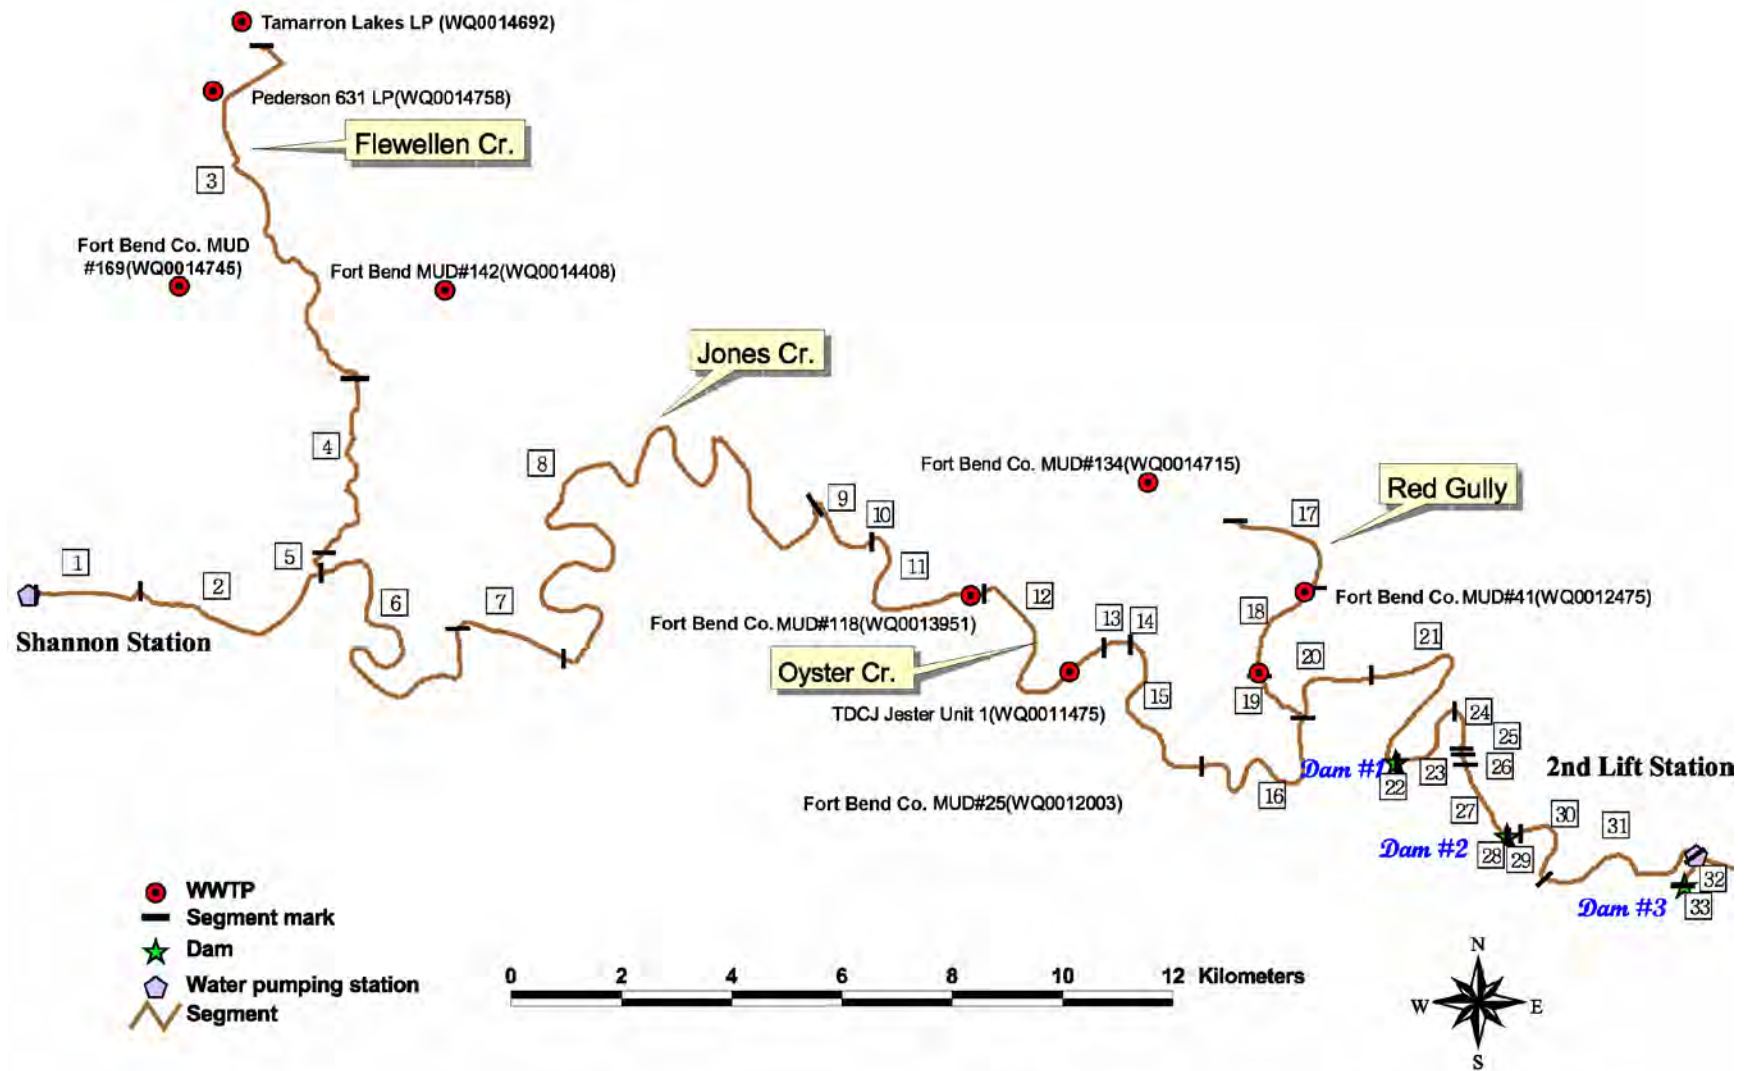 Tamarron Lakes LP (WQ0014692)
Pederson 631 LP(WQ0014758)
Flewellen Cr.
3
Fort Bend Co. MUD
#169(WQ0014745)
Fort Bend MUD#142(WQ0014408)
Jones Cr.
4
8
Fort Bend Co. MUD#134(WQ0014715)
Red Gully
9
10
17
1
2
5
6
7
11
12
Fort Bend Co. MUD#41(WQ0012475)
Shannon Station
Fort Bend Co. MUD#118(WQ0013951)
13
14
18
20
21
Oyster Cr.
TDCJ Jester Unit 1(WQ0011475)
15
19
24
25
26
2nd Lift Station
Dam #1
22
23
16
Fort Bend Co. MUD#25(WQ0012003)
27
30
31
Dam #2
28
29
32
33
Dam #3
WWTP
Segment mark
Dam
Water pumping station
Segment
0 2 4 6 8 10 12 Kilometers
N
W E
S